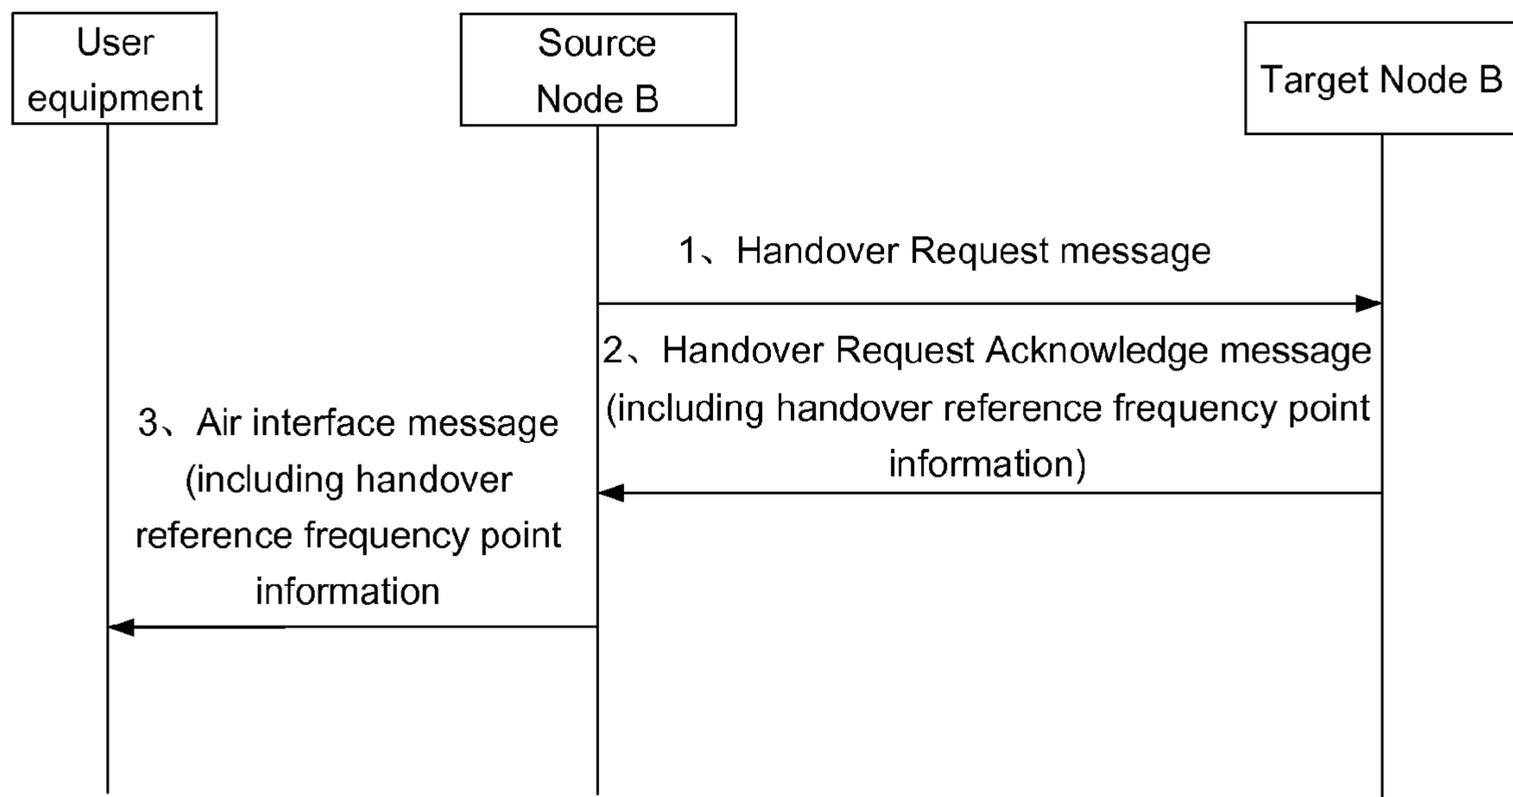 User
equipment
Source
Node B
Target Node B
1、Handover Request message
2、Handover Request Acknowledge message
(including handover reference frequency point
information)
3、Air interface message
(including handover
reference frequency point
information